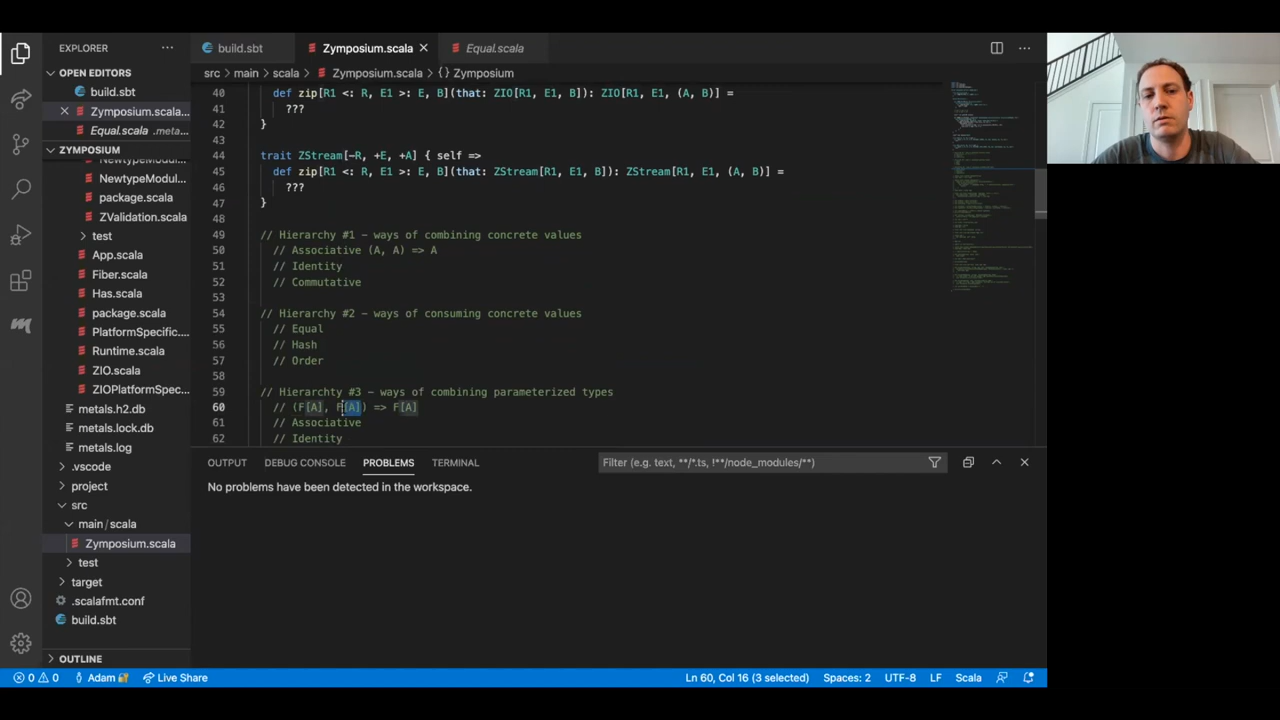 EXPLORER
OPEN EDITORS
build.sbt
Zymposium.scala...
Equal.scala .meta...
ZYMPOSIUM
NewtypeModul...
NewtypeModul...
package.scala
ZValidation.scala
test
App.scala
Fiber.scala
Has.scala
package.scala
PlatformSpecific....
Runtime.scala
ZIO.scala
ZIOPlatformSpec...
metals.h2.db
metals.lock.db
metals.log
.vscode
project
src
main/scala
Zymposium.scala
test
target
.scalafmt.conf
build.sbt
OUTLINE
build.sbt
Zymposium.scala
Equal.scala
src > main > scala > Zymposium.scala > {} Zymposium
40 def zip[R1 <: R, E1 >: E, B](that: ZIO[R1, E1, B]): ZIO[R1, E1, (A, B)] =
41 ???
42 }
43
44 trait ZStream[-R, +E, +A] { self =>
45 def zip[R1 <: R, E1 >: E, B](that: ZStream[R1, E1, B]): ZStream[R1, E1, (A, B)] =
46 ???
47 }
48
49 // Hierarchy #1 - ways of combining concrete values
50 // Associative (A, A) => A
51 // Identity
52 // Commutative
53
54 // Hierarchy #2 - ways of consuming concrete values
55 // Equal
56 // Hash
57 // Order
58
59 // Hierarchty #3 - ways of combining parameterized types
60 // (F[A], F[A]) => F[A]
61 // Associative
62 // Identity
OUTPUT DEBUG CONSOLE PROBLEMS TERMINAL
Filter (e.g. text, **/*.ts, !**/node_modules/**)
No problems have been detected in the workspace.
0 0 Adam Live Share
Ln 60, Col 16 (3 selected) Spaces: 2 UTF-8 LF Scala